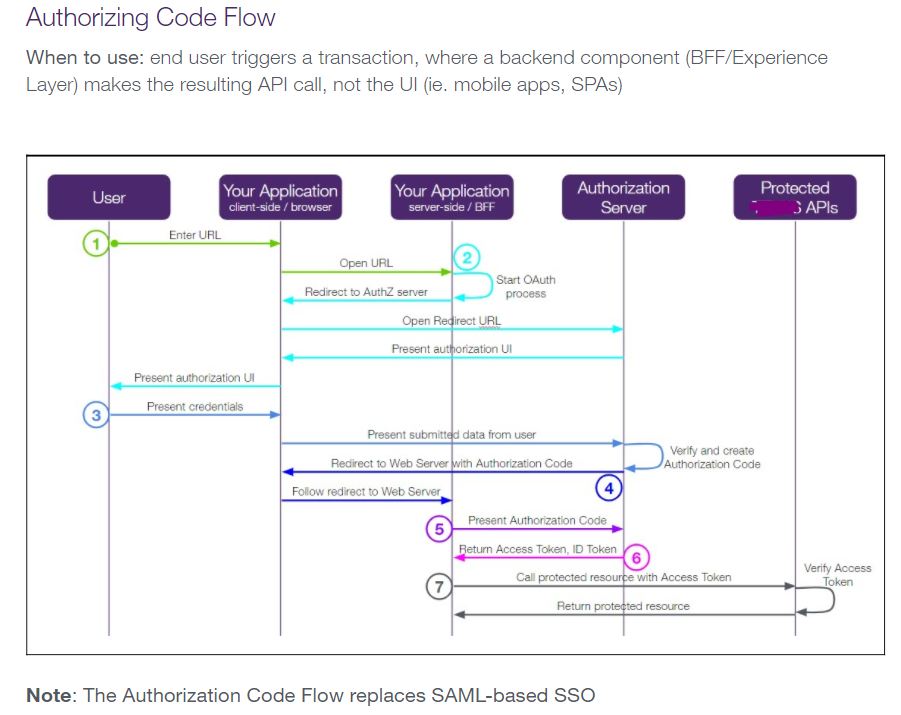 Authorizing Code Flow
When to use: end user triggers a transaction, where a backend component (BFF/Experience
Layer) makes the resulting API call, not the UI (ie. mobile apps, SPAs)
User
Your Application
client-side / browser
Your Application
server-side / BFF
Authorization
Server
Protected
APIs
1
Enter URL
Open URL
2
Start OAuth
process
Redirect to AuthZ server
Open Redirect URL
Present authorization UI
Present authorization UI
3
Present credentials
Present submitted data from user
Verify and create
Authorization Code
Redirect to Web Server with Authorization Code
4
Follow redirect to Web Server
5
Present Authorization Code
Return Access Token, ID Token
6
7
Call protected resource with Access Token
Verify Access
Token
Return protected resource
Note: The Authorization Code Flow replaces SAML-based SSO